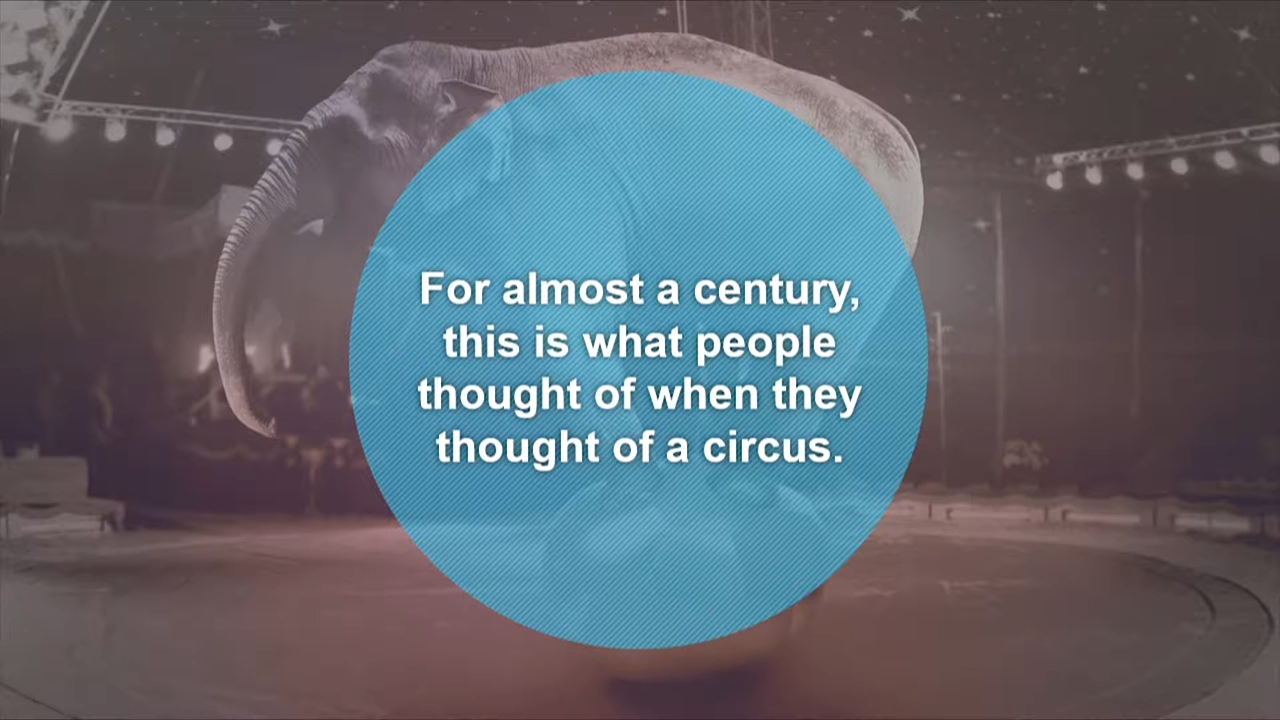 For almost a century,
this is what people
thought of when they
thought of a circus.